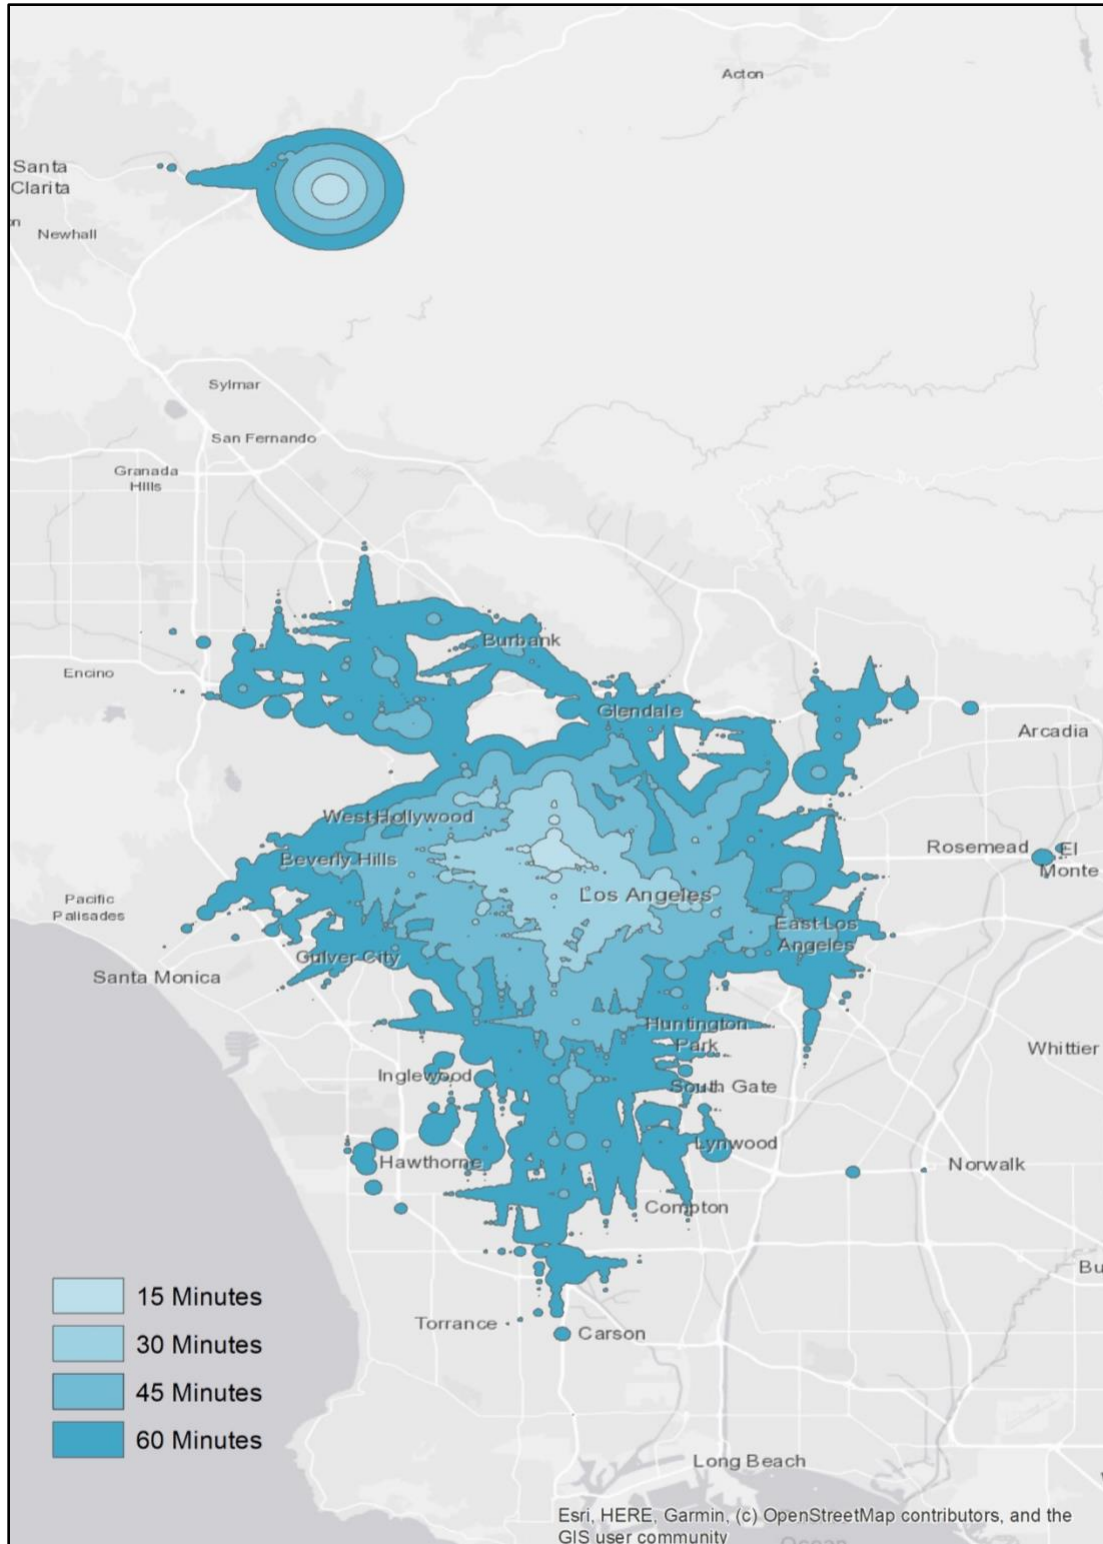 Acton
Santa
Clarita
Newhall
Sylmar
San Fernando
Granada
Hills
Burbank
Encino
Glendale
Arcadia
West Hollywood
Beverly Hills
Rosemead
El
Monte
Los Angeles
Pacific
Palisades
East Los
Angeles
Culver City
Santa Monica
Huntington
Park
Whittier
Inglewood
South Gate
Lynwood
Hawthorne
Norwalk
Compton
Bu
15 Minutes
Torrance
Carson
30 Minutes
45 Minutes
60 Minutes
Long Beach
Esri, HERE, Garmin, (c) OpenStreetMap contributors, and the
GIS user community
Ocean